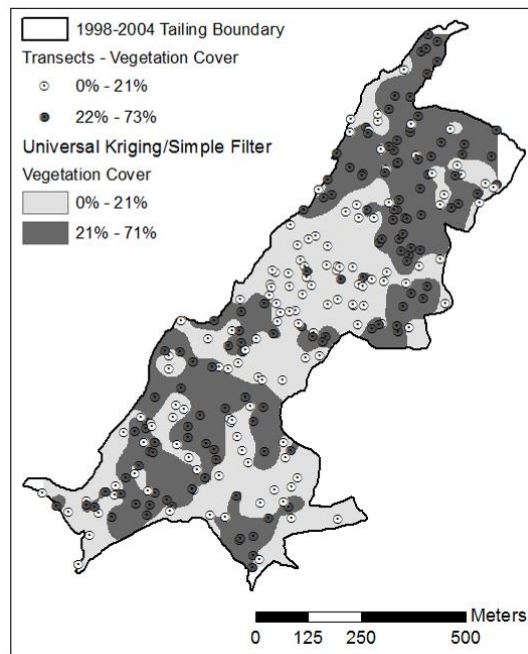 1998-2004 Tailing Boundary
Transects - Vegetation Cover
0% - 21%
22% - 73%
Universal Kriging/Simple Filter
Vegetation Cover
0% - 21%
21% - 71%
Meters
0 125 250 500